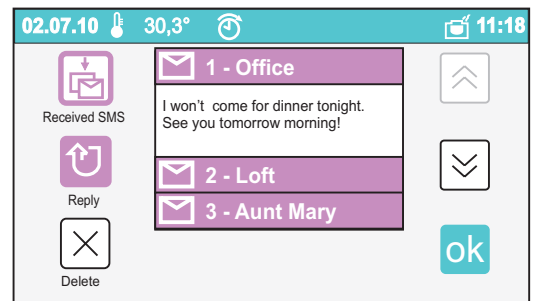 02.07.10 30,3° 11:18
Received SMS
Reply
Delete
1 - Office
I won't come for dinner tonight.
See you tomorrow morning!
2 - Loft
3 - Aunt Mary
ok